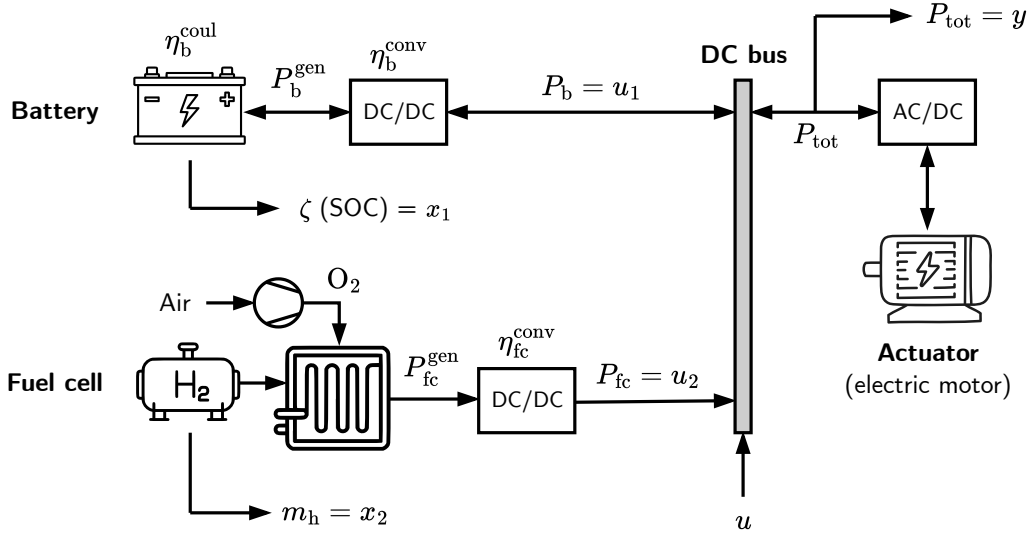 P_tot = y
η_b^coul
η_b^conv
DC bus
P_b^gen
P_b = u_1
Battery
DC/DC
AC/DC
P_tot
ζ (SOC) = x_1
O_2
Air
η_fc^conv
Actuator
(electric motor)
P_fc^gen
P_fc = u_2
Fuel cell
H_2
DC/DC
m_h = x_2
u